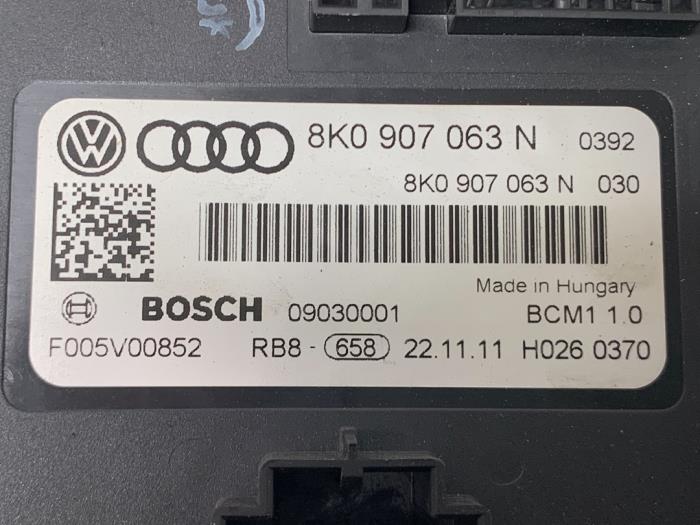 8K0 907 063 N 0392
8K0 907 063 N 030
Made in Hungary
BOSCH 09030001 BCM1 1.0
F005V00852 RB8 - 658 22.11.11 H026 0370